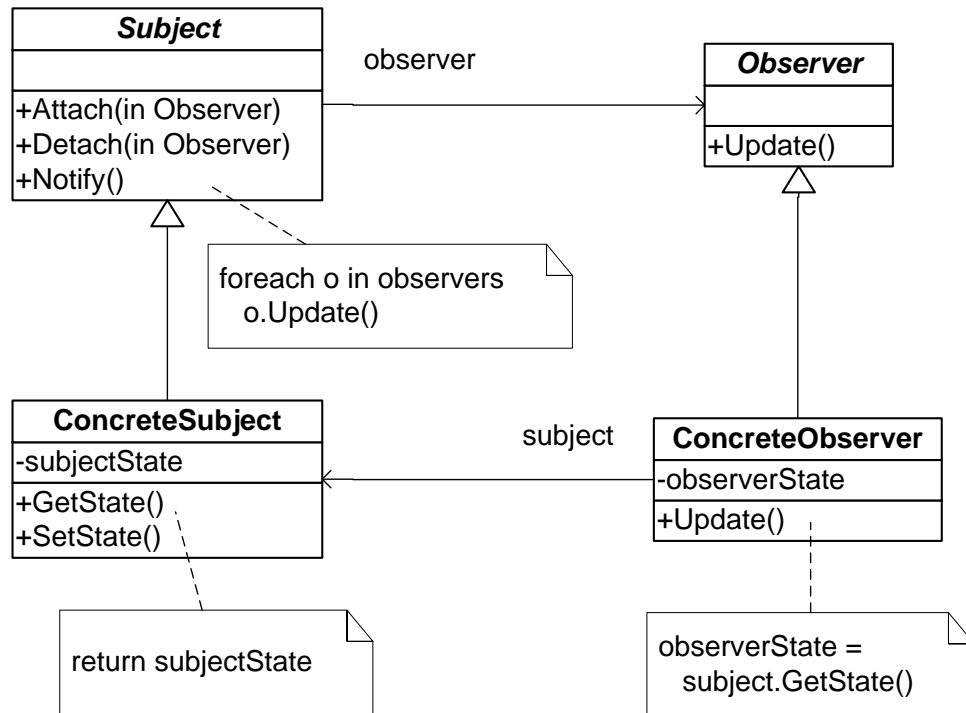 Subject
+Attach(in Observer)
+Detach(in Observer)
+Notify()
observer
Observer
+Update()
foreach o in observers
o.Update()
ConcreteSubject
-subjectState
+GetState()
+SetState()
subject
ConcreteObserver
-observerState
+Update()
return subjectState
observerState =
subject.GetState()